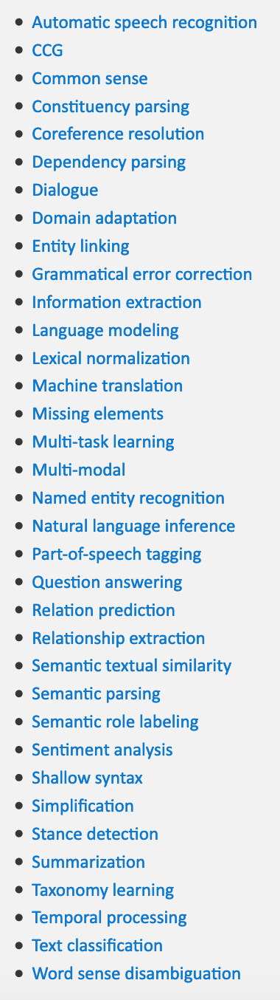 Automatic speech recognition
CCG
Common sense
Constituency parsing
Coreference resolution
Dependency parsing
Dialogue
Domain adaptation
Entity linking
Grammatical error correction
Information extraction
Language modeling
Lexical normalization
Machine translation
Missing elements
Multi-task learning
Multi-modal
Named entity recognition
Natural language inference
Part-of-speech tagging
Question answering
Relation prediction
Relationship extraction
Semantic textual similarity
Semantic parsing
Semantic role labeling
Sentiment analysis
Shallow syntax
Simplification
Stance detection
Summarization
Taxonomy learning
Temporal processing
Text classification
Word sense disambiguation